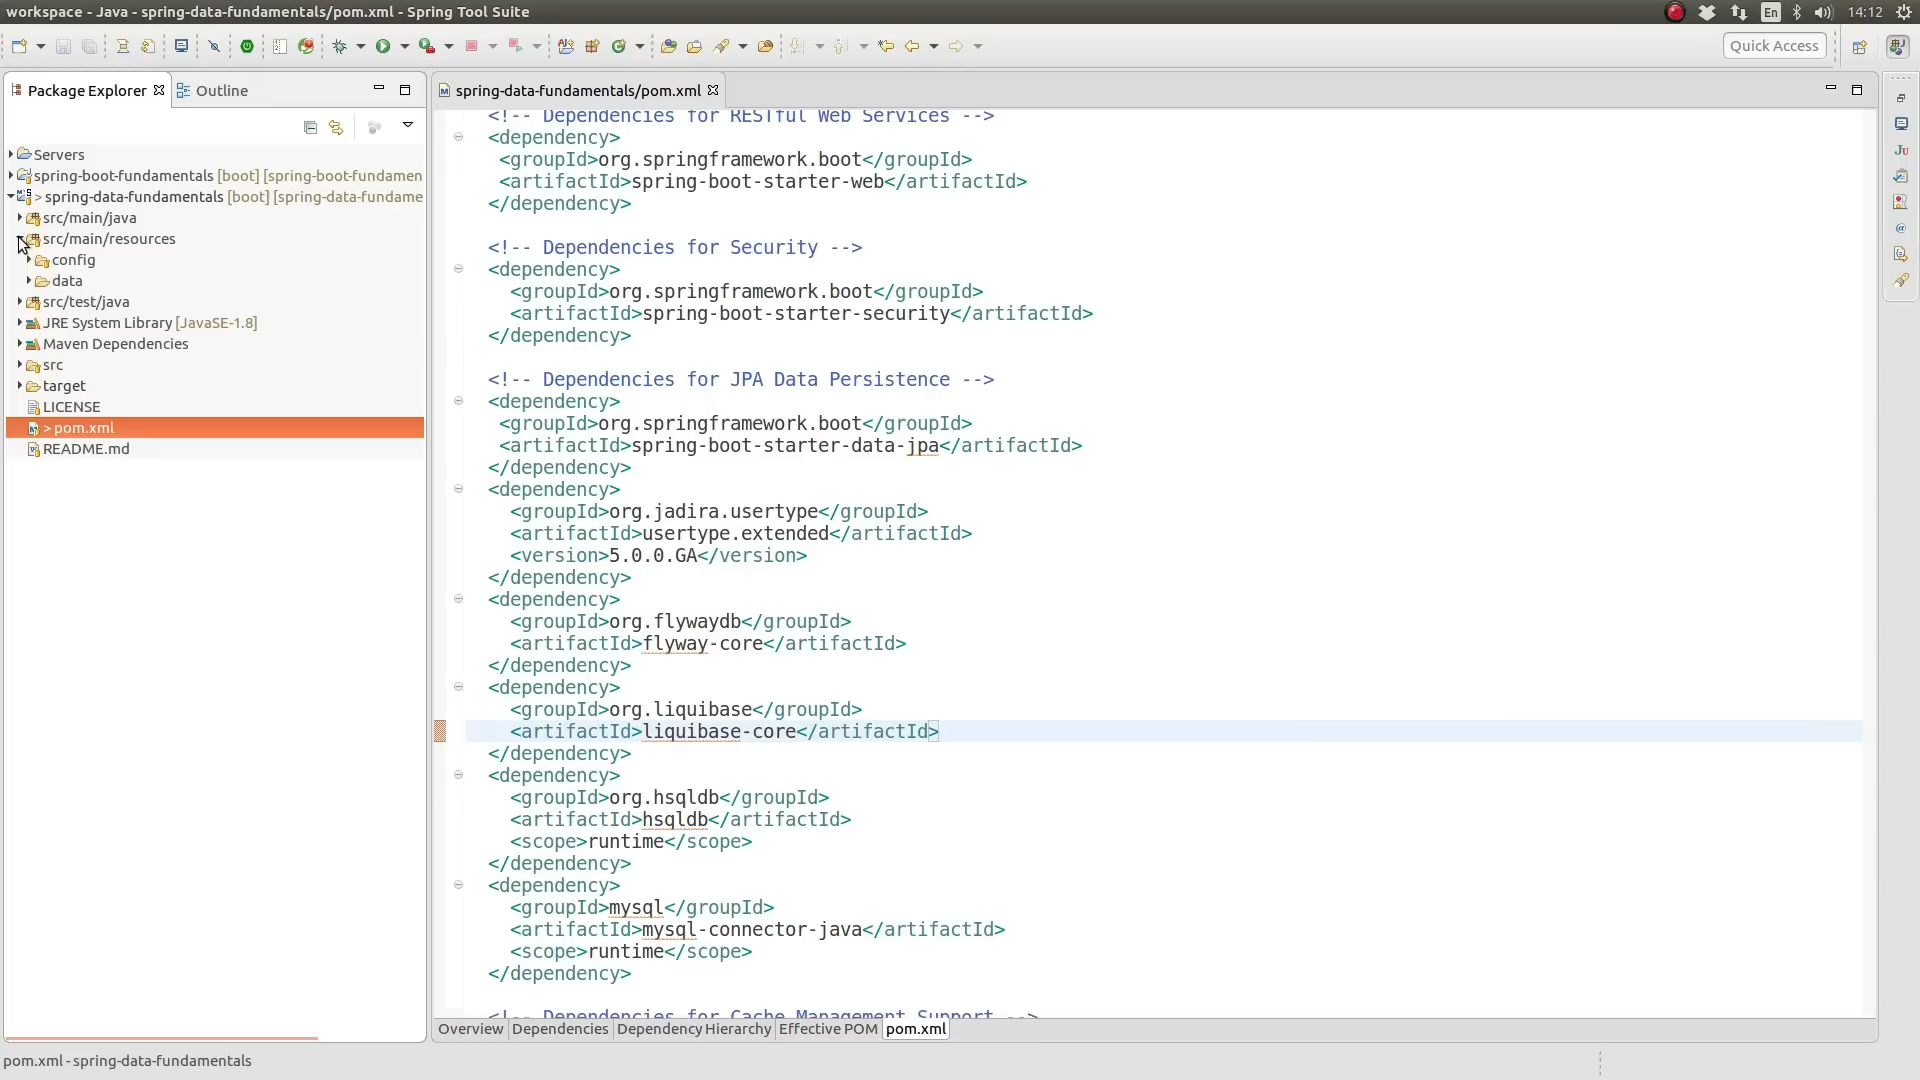 workspace - Java - spring-data-fundamentals/pom.xml - Spring Tool Suite
En
14:12
Quick Access
Package Explorer
Outline
Servers
spring-boot-fundamentals [boot] [spring-boot-fundamen
> spring-data-fundamentals [boot] [spring-data-fundame
src/main/java
src/main/resources
config
data
src/test/java
JRE System Library [JavaSE-1.8]
Maven Dependencies
src
target
LICENSE
> pom.xml
README.md
spring-data-fundamentals/pom.xml
<!-- Dependencies for RESTful Web Services -->
<dependency>
<groupId>org.springframework.boot</groupId>
<artifactId>spring-boot-starter-web</artifactId>
</dependency>
<!-- Dependencies for Security -->
<dependency>
<groupId>org.springframework.boot</groupId>
<artifactId>spring-boot-starter-security</artifactId>
</dependency>
<!-- Dependencies for JPA Data Persistence -->
<dependency>
<groupId>org.springframework.boot</groupId>
<artifactId>spring-boot-starter-data-jpa</artifactId>
</dependency>
<dependency>
<groupId>org.jadira.usertype</groupId>
<artifactId>usertype.extended</artifactId>
<version>5.0.0.GA</version>
</dependency>
<dependency>
<groupId>org.flywaydb</groupId>
<artifactId>flyway-core</artifactId>
</dependency>
<dependency>
<groupId>org.liquibase</groupId>
<artifactId>liquibase-core</artifactId>
</dependency>
<dependency>
<groupId>org.hsqldb</groupId>
<artifactId>hsqldb</artifactId>
<scope>runtime</scope>
</dependency>
<dependency>
<groupId>mysql</groupId>
<artifactId>mysql-connector-java</artifactId>
<scope>runtime</scope>
</dependency>
<!-- Dependencies for Cache Management Support -->
Overview
Dependencies
Dependency Hierarchy
Effective POM
pom.xml
pom.xml - spring-data-fundamentals